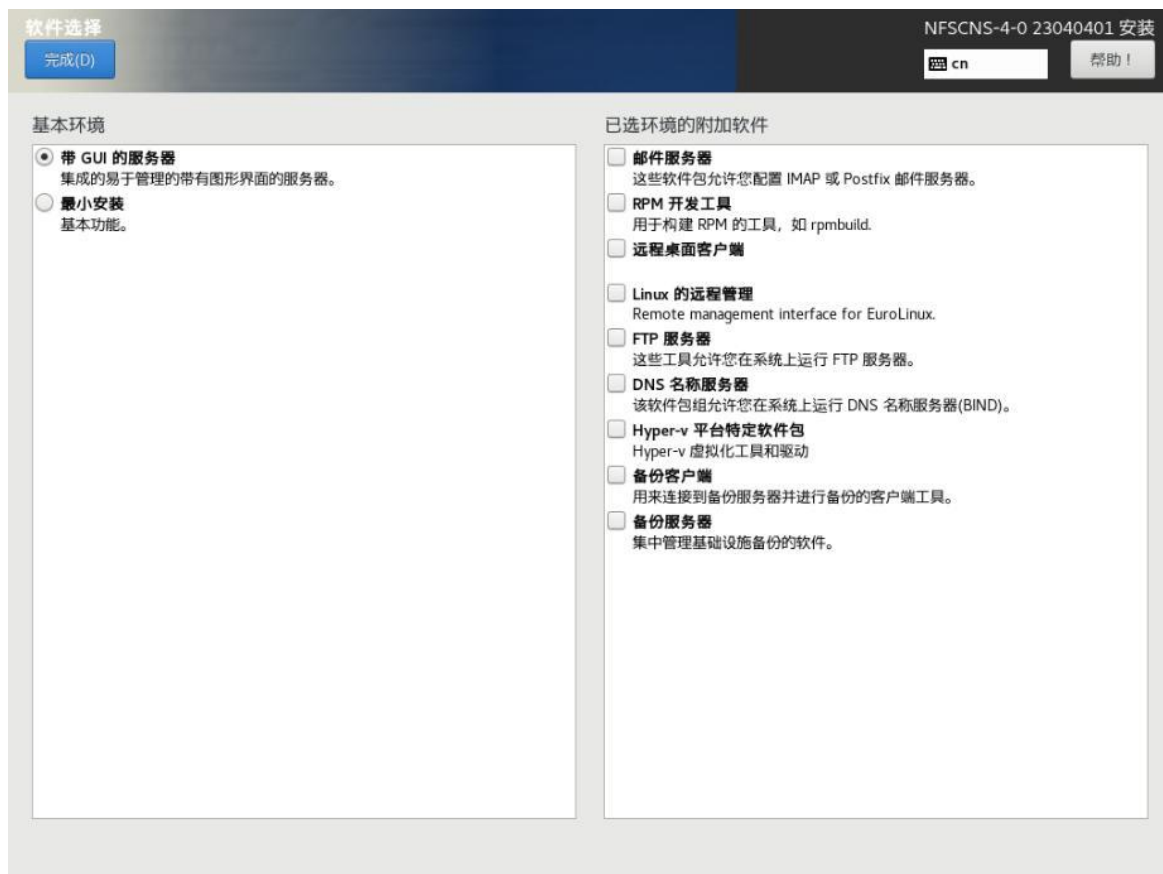 软件选择
NFSCNS-4-0 23040401 安装
完成(D)
cn
帮助！
基本环境
带 GUI 的服务器
集成的易于管理的带有图形界面的服务器。
最小安装
基本功能。
已选环境的附加软件
邮件服务器
这些软件包允许您配置 IMAP 或 Postfix 邮件服务器。
RPM 开发工具
用于构建 RPM 的工具，如 rpmbuild.
远程桌面客户端
Linux 的远程管理
Remote management interface for EuroLinux.
FTP 服务器
这些工具允许您在系统上运行 FTP 服务器。
DNS 名称服务器
该软件包组允许您在系统上运行 DNS 名称服务器(BIND)。
Hyper-v 平台特定软件包
Hyper-v 虚拟化工具和驱动
备份客户端
用来连接到备份服务器并进行备份的客户端工具。
备份服务器
集中管理基础设施备份的软件。